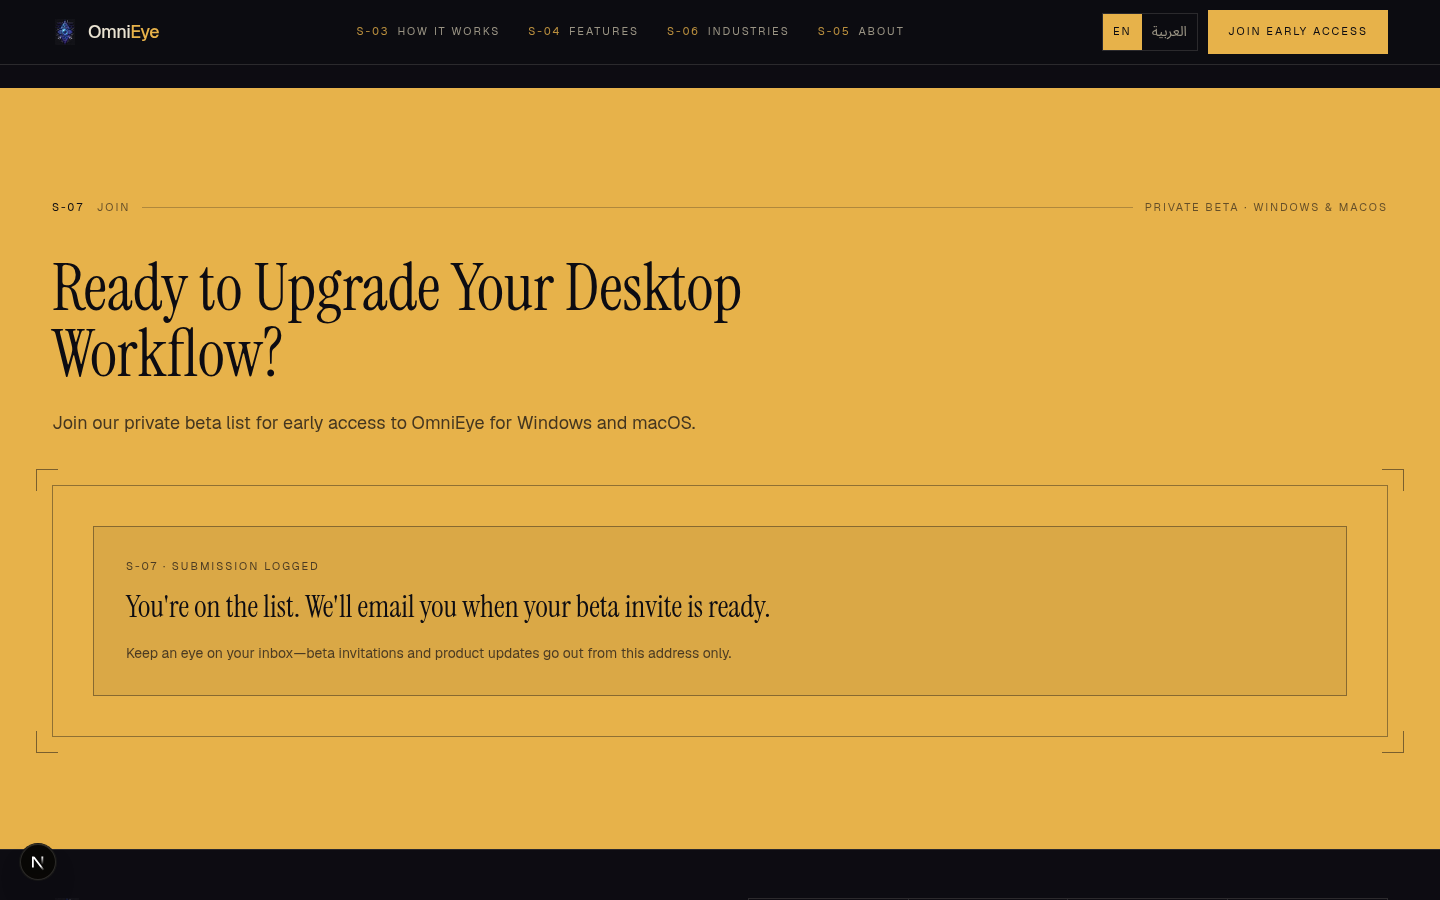 OmniEye
S-03 HOW IT WORKS
S-04 FEATURES
S-06 INDUSTRIES
S-05 ABOUT
EN
العربية
JOIN EARLY ACCESS
S-07 JOIN
PRIVATE BETA · WINDOWS & MACOS
Ready to Upgrade Your Desktop
Workflow?
Join our private beta list for early access to OmniEye for Windows and macOS.
S-07 · SUBMISSION LOGGED
You're on the list. We'll email you when your beta invite is ready.
Keep an eye on your inbox—beta invitations and product updates go out from this address only.
N